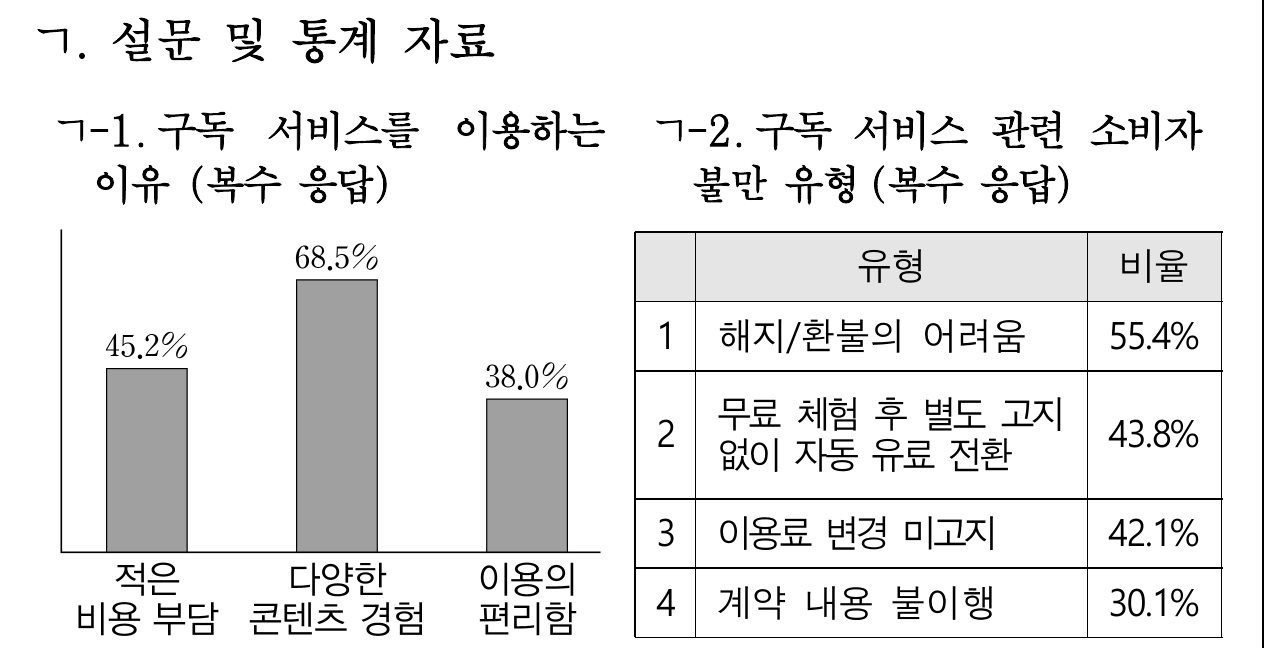 ㄱ. 설문 및 통계 자료
ㄱ-1. 구독 서비스를 이용하는
이유 (복수 응답)
45.2%
68.5%
38.0%
적은
비용 부담
다양한
콘텐츠 경험
이용의
편리함
ㄱ-2. 구독 서비스 관련 소비자
불만 유형 (복수 응답)
유형 비율
1 해지/환불의 어려움 55.4%
2 무료 체험 후 별도 고지
없이 자동 유료 전환 43.8%
3 이용료 변경 미고지 42.1%
4 계약 내용 불이행 30.1%